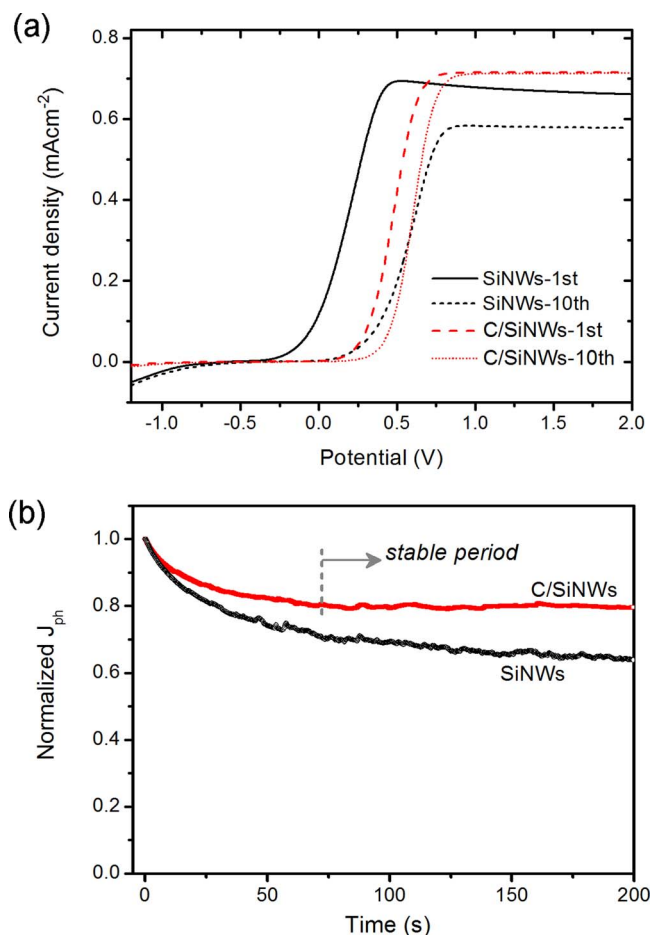 (a)
Current density (mAcm⁻²)
0.8
0.6
0.4
0.2
0.0
SiNWs-1st
SiNWs-10th
C/SiNWs-1st
C/SiNWs-10th
-1.0 -0.5 0.0 0.5 1.0 1.5 2.0
Potential (V)
(b)
Normalized Jₚₕ
1.0
0.8
0.6
0.4
0.2
0.0
stable period
C/SiNWs
SiNWs
0 50 100 150 200
Time (s)